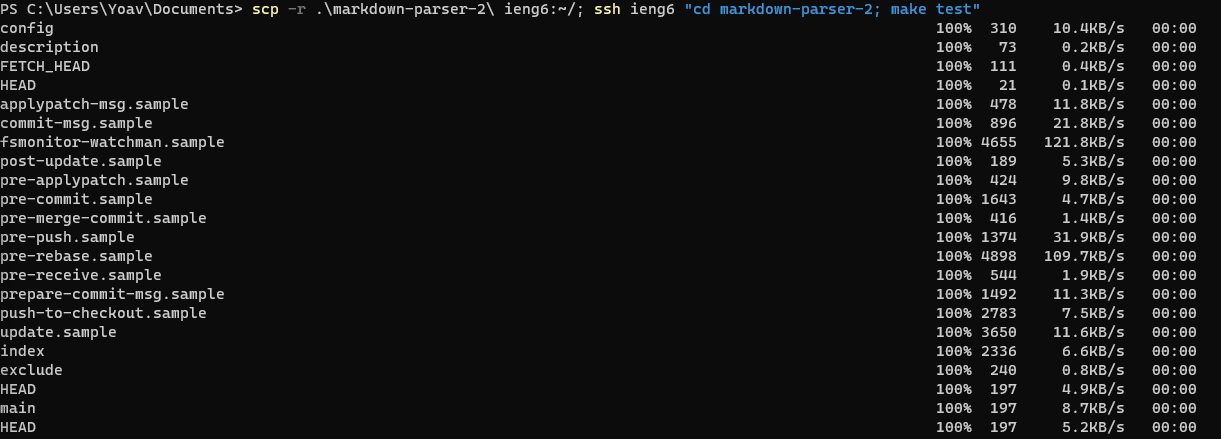 PS C:\Users\Yoav\Documents> scp -r .\markdown-parser-2\ ieng6:~/; ssh ieng6 "cd markdown-parser-2; make test"
config 100% 310 10.4KB/s 00:00
description 100% 73 0.2KB/s 00:00
FETCH_HEAD 100% 111 0.4KB/s 00:00
HEAD 100% 21 0.1KB/s 00:00
applypatch-msg.sample 100% 478 11.8KB/s 00:00
commit-msg.sample 100% 896 21.8KB/s 00:00
fsmonitor-watchman.sample 100% 4655 121.8KB/s 00:00
post-update.sample 100% 189 5.3KB/s 00:00
pre-applypatch.sample 100% 424 9.8KB/s 00:00
pre-commit.sample 100% 1643 4.7KB/s 00:00
pre-merge-commit.sample 100% 416 1.4KB/s 00:00
pre-push.sample 100% 1374 31.9KB/s 00:00
pre-rebase.sample 100% 4898 109.7KB/s 00:00
pre-receive.sample 100% 544 1.9KB/s 00:00
prepare-commit-msg.sample 100% 1492 11.3KB/s 00:00
push-to-checkout.sample 100% 2783 7.5KB/s 00:00
update.sample 100% 3650 11.6KB/s 00:00
index 100% 2336 6.6KB/s 00:00
exclude 100% 240 0.8KB/s 00:00
HEAD 100% 197 4.9KB/s 00:00
main 100% 197 8.7KB/s 00:00
HEAD 100% 197 5.2KB/s 00:00